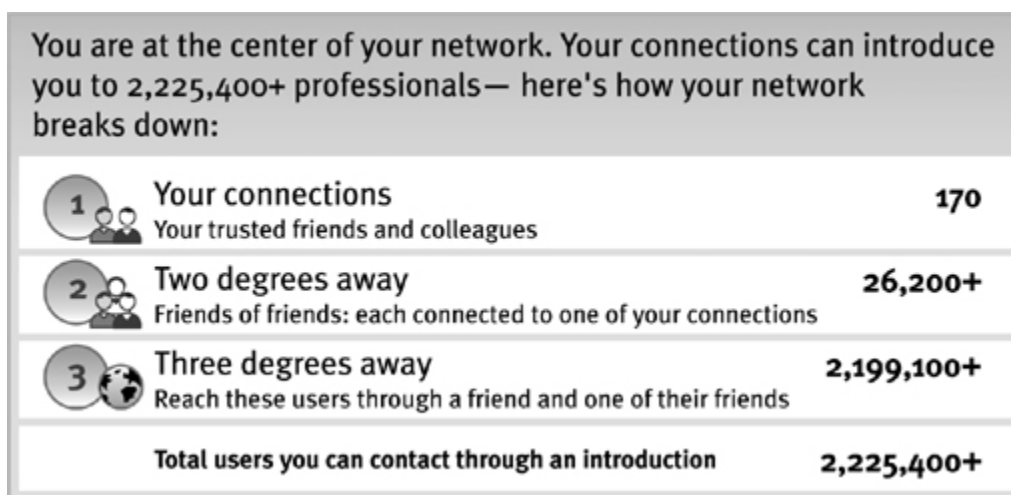 You are at the center of your network. Your connections can introduce
you to 2,225,400+ professionals— here's how your network
breaks down:
1 Your connections 170
Your trusted friends and colleagues
2 Two degrees away 26,200+
Friends of friends: each connected to one of your connections
3 Three degrees away 2,199,100+
Reach these users through a friend and one of their friends
Total users you can contact through an introduction 2,225,400+